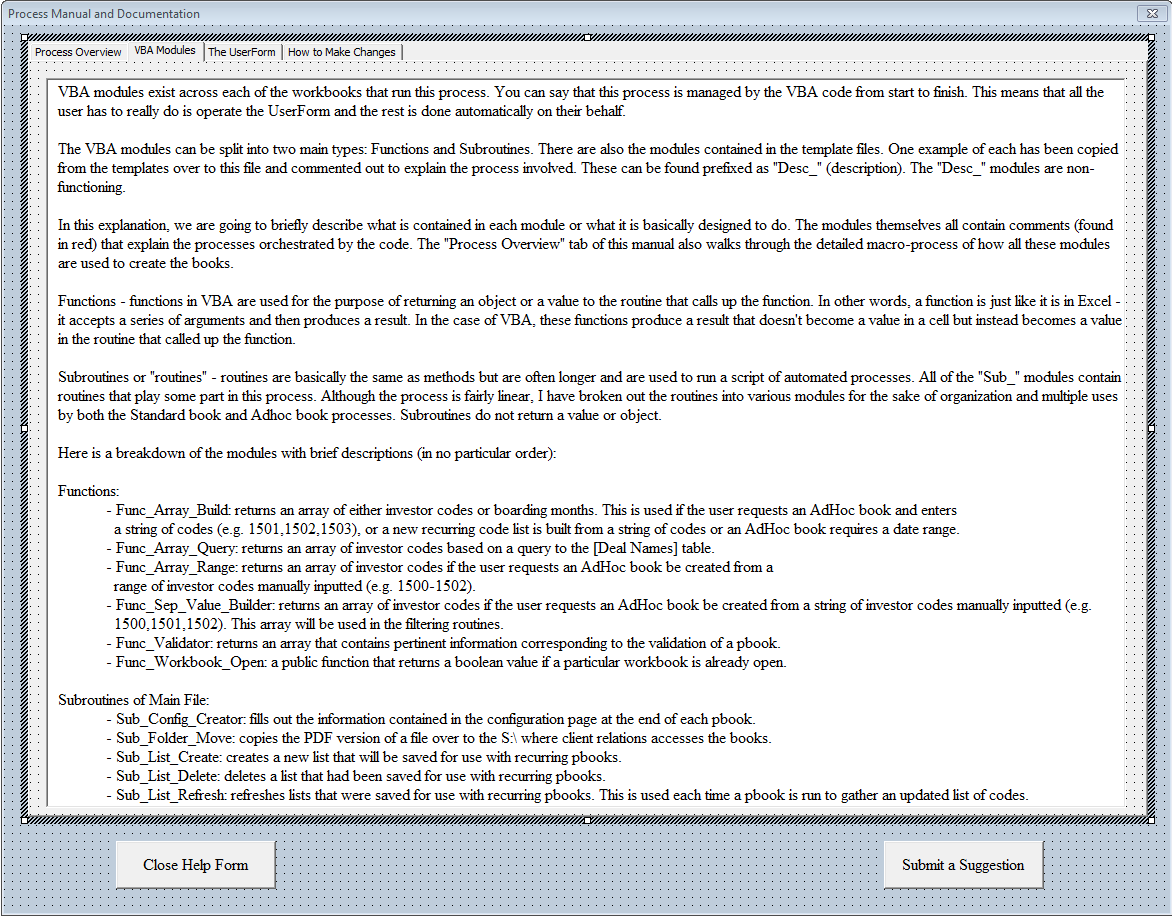 Process Manual and Documentation
Process Overview
VBA Modules
The UserForm
How to Make Changes
VBA modules exist across each of the workbooks that run this process. You can say that this process is managed by the VBA code from start to finish. This means that all the
user has to really do is operate the UserForm and the rest is done automatically on their behalf.
The VBA modules can be split into two main types: Functions and Subroutines. There are also the modules contained in the template files. One example of each has been copied
from the templates over to this file and commented out to explain the process involved. These can be found prefixed as "Desc_" (description). The "Desc_" modules are non-
functioning.
In this explanation, we are going to briefly describe what is contained in each module or what it is basically designed to do. The modules themselves all contain comments (found
in red) that explain the processes orchestrated by the code. The "Process Overview" tab of this manual also walks through the detailed macro-process of how all these modules
are used to create the books.
Functions - functions in VBA are used for the purpose of returning an object or a value to the routine that calls up the function. In other words, a function is just like it is in Excel -
it accepts a series of arguments and then produces a result. In the case of VBA, these functions produce a result that doesn't become a value in a cell but instead becomes a value
in the routine that called up the function.
Subroutines or "routines" - routines are basically the same as methods but are often longer and are used to run a script of automated processes. All of the "Sub_" modules contain
routines that play some part in this process. Although the process is fairly linear, I have broken out the routines into various modules for the sake of organization and multiple uses
by both the Standard book and Adhoc book processes. Subroutines do not return a value or object.
Here is a breakdown of the modules with brief descriptions (in no particular order):
Functions:
- Func_Array_Build: returns an array of either investor codes or boarding months. This is used if the user requests an AdHoc book and enters
a string of codes (e.g. 1501,1502,1503), or a new recurring code list is built from a string of codes or an AdHoc book requires a date range.
- Func_Array_Query: returns an array of investor codes based on a query to the [Deal Names] table.
- Func_Array_Range: returns an array of investor codes if the user requests an AdHoc book be created from a
range of investor codes manually inputted (e.g. 1500-1502).
- Func_Sep_Value_Builder: returns an array of investor codes if the user requests an AdHoc book be created from a string of investor codes manually inputted (e.g.
1500,1501,1502). This array will be used in the filtering routines.
- Func_Validator: returns an array that contains pertinent information corresponding to the validation of a pbook.
- Func_Workbook_Open: a public function that returns a boolean value if a particular workbook is already open.
Subroutines of Main File:
- Sub_Config_Creator: fills out the information contained in the configuration page at the end of each pbook.
- Sub_Folder_Move: copies the PDF version of a file over to the S:\ where client relations accesses the books.
- Sub_List_Create: creates a new list that will be saved for use with recurring pbooks.
- Sub_List_Delete: deletes a list that had been saved for use with recurring pbooks.
- Sub_List_Refresh: refreshes lists that were saved for use with recurring pbooks. This is used each time a pbook is run to gather an updated list of codes.
Close Help Form
Submit a Suggestion